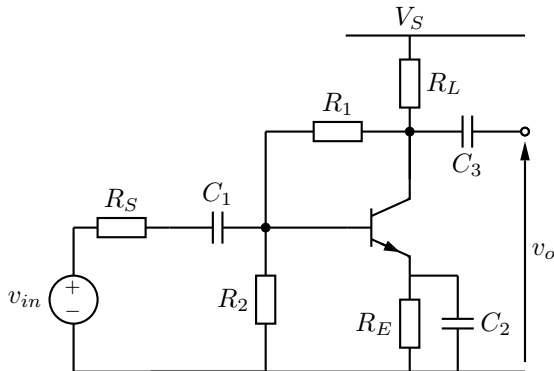 V_S
R_L
R_1
C_3
R_S
C_1
v_in
+
−
R_2
R_E
C_2
v_o